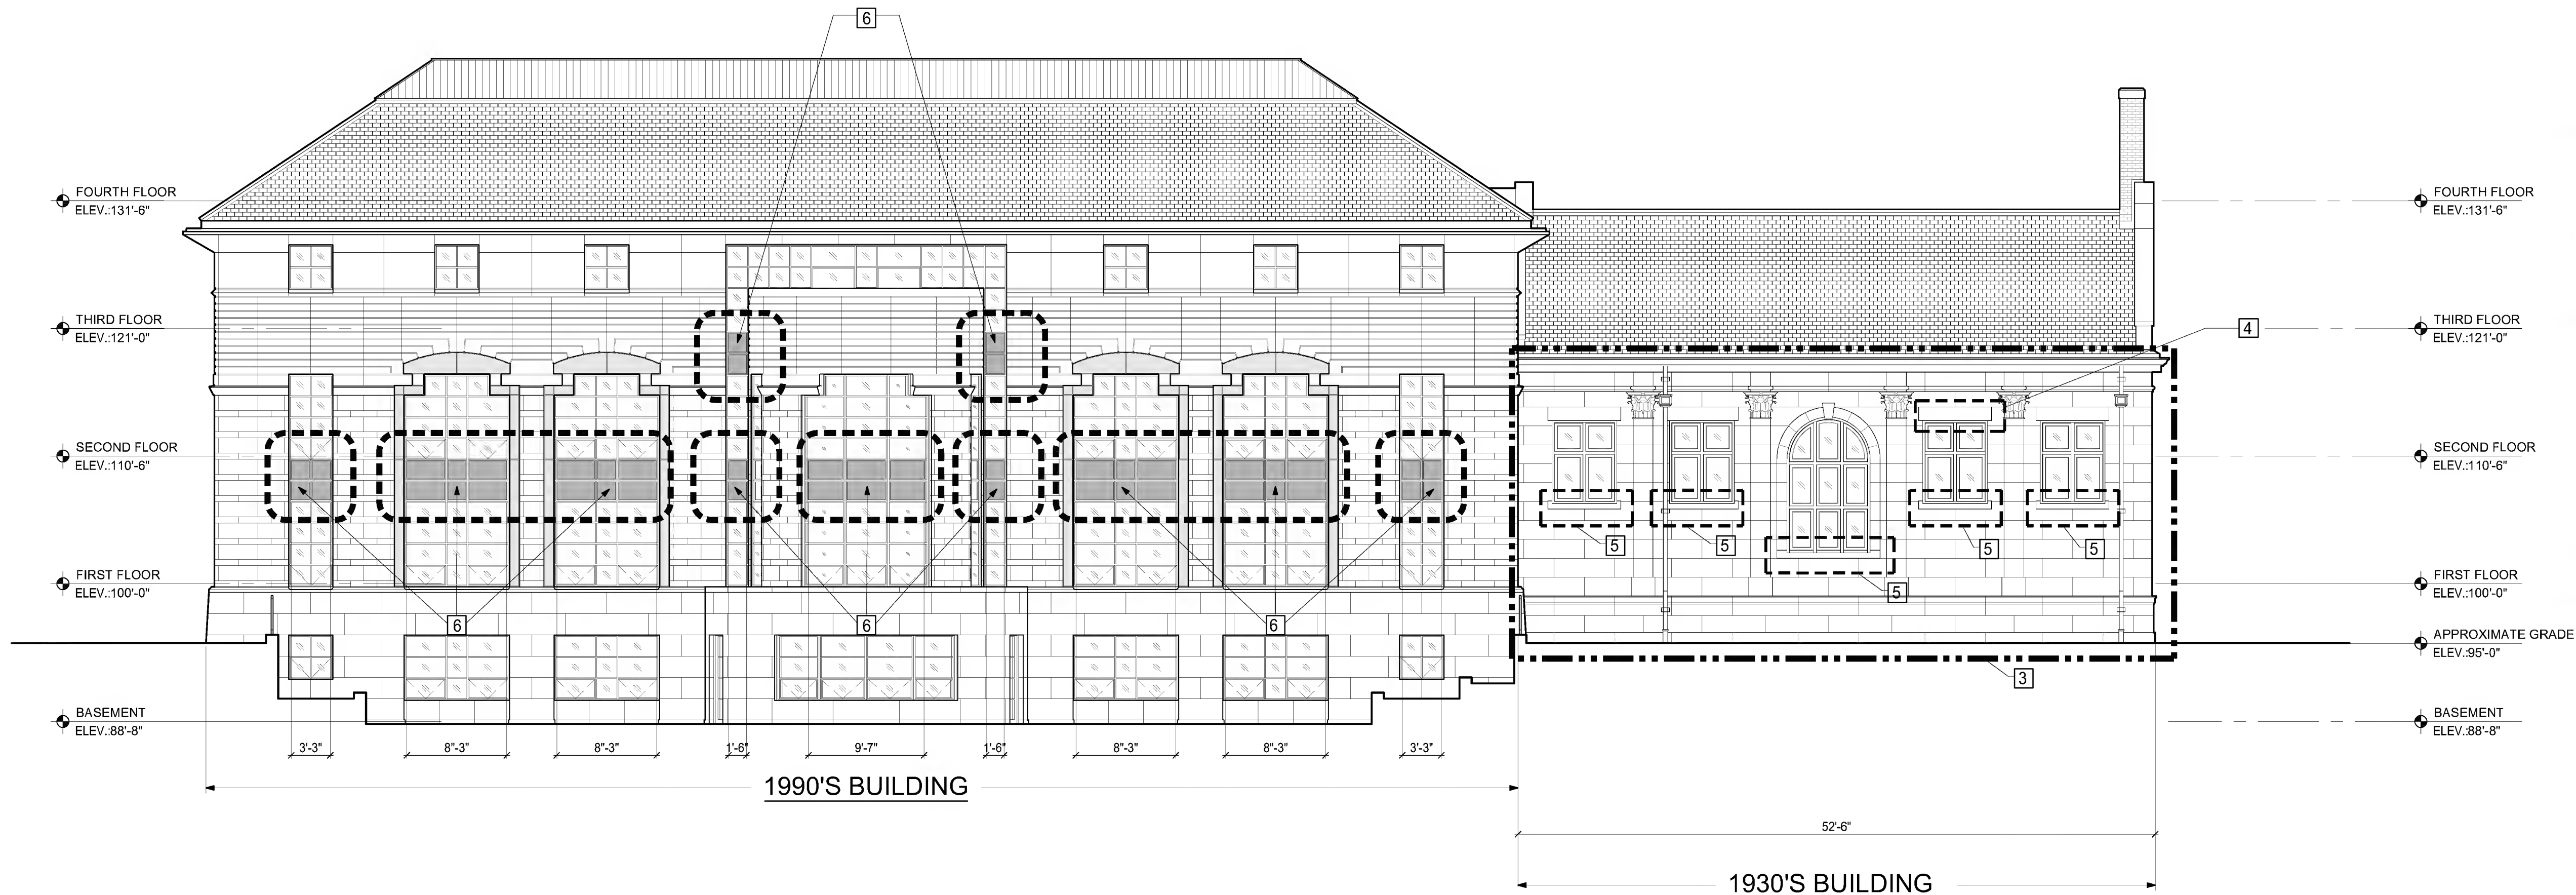 6
FOURTH FLOOR
ELEV.:131'-6"
FOURTH FLOOR
ELEV.:131'-6"
THIRD FLOOR
ELEV.:121'-0"
4
THIRD FLOOR
ELEV.:121'-0"
SECOND FLOOR
ELEV.:110'-6"
SECOND FLOOR
ELEV.:110'-6"
5
5
5
5
FIRST FLOOR
ELEV.:100'-0"
5
FIRST FLOOR
ELEV.:100'-0"
6
6
6
APPROXIMATE GRADE
ELEV.:95'-0"
3
BASEMENT
ELEV.:88'-8"
BASEMENT
ELEV.:88'-8"
3'-3"
8"-3"
8"-3"
1'-6"
9'-7"
1'-6"
8"-3"
8"-3"
3'-3"
1990'S BUILDING
52'-6"
1930'S BUILDING